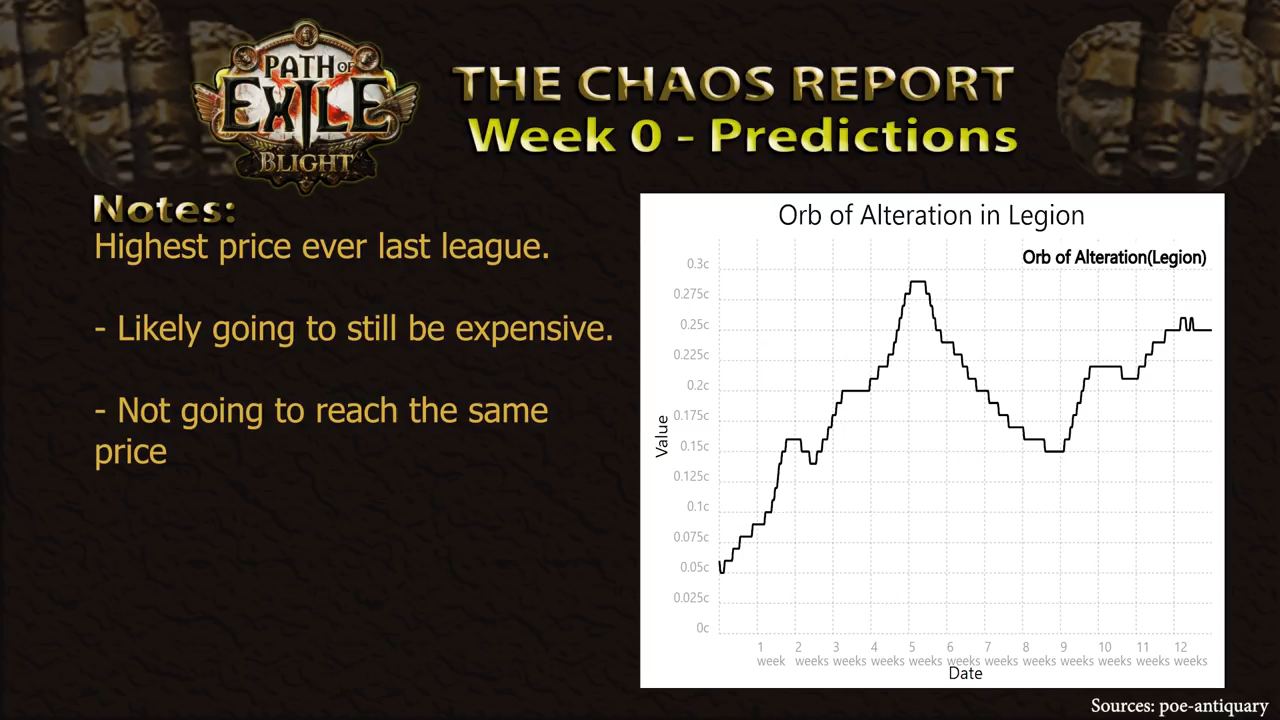 PATH OF
EXILE
BLIGHT
THE CHAOS REPORT
Week 0 - Predictions
Notes:
Highest price ever last league.
- Likely going to still be expensive.
- Not going to reach the same
price
Orb of Alteration in Legion
Orb of Alteration(Legion)
0.3c
0.275c
0.25c
0.225c
0.2c
0.175c
0.15c
0.125c
0.1c
0.075c
0.05c
0.025c
0c
Value
1 2 3 4 5 6 7 8 9 10 11 12
week weeks weeks weeks weeks weeks weeks weeks weeks weeks weeks weeks
Date
Sources: poe-antiquary